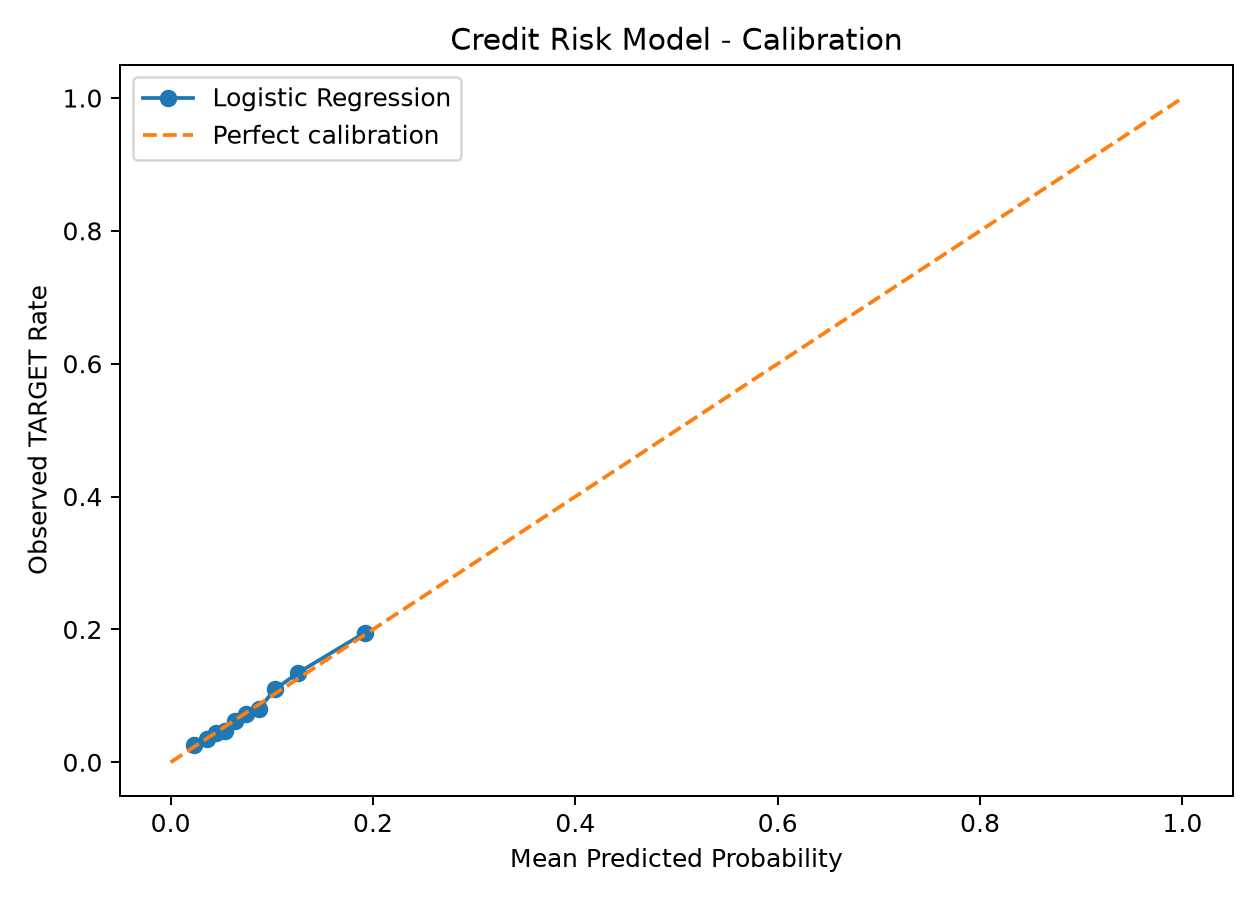 Credit Risk Model - Calibration
Logistic Regression
Perfect calibration
1.0
0.8
0.6
0.4
0.2
0.0
Observed TARGET Rate
0.0 0.2 0.4 0.6 0.8 1.0
Mean Predicted Probability